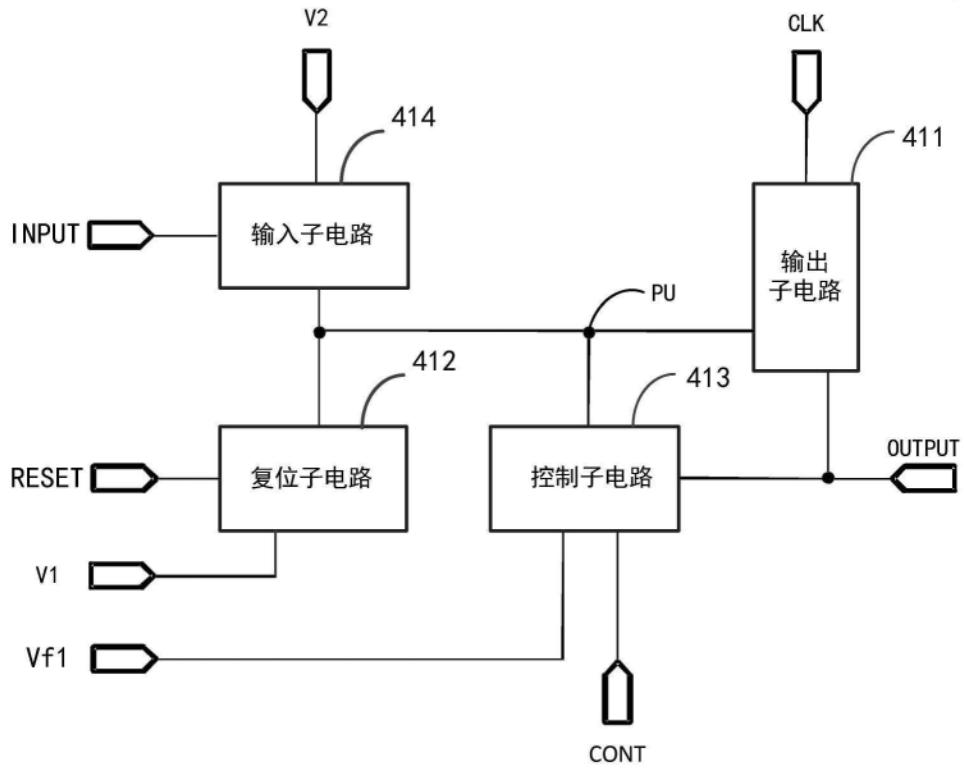 V2
CLK
414
411
INPUT
输入子电路
输出
子电路
PU
412
413
RESET
复位子电路
控制子电路
OUTPUT
V1
Vf1
CONT